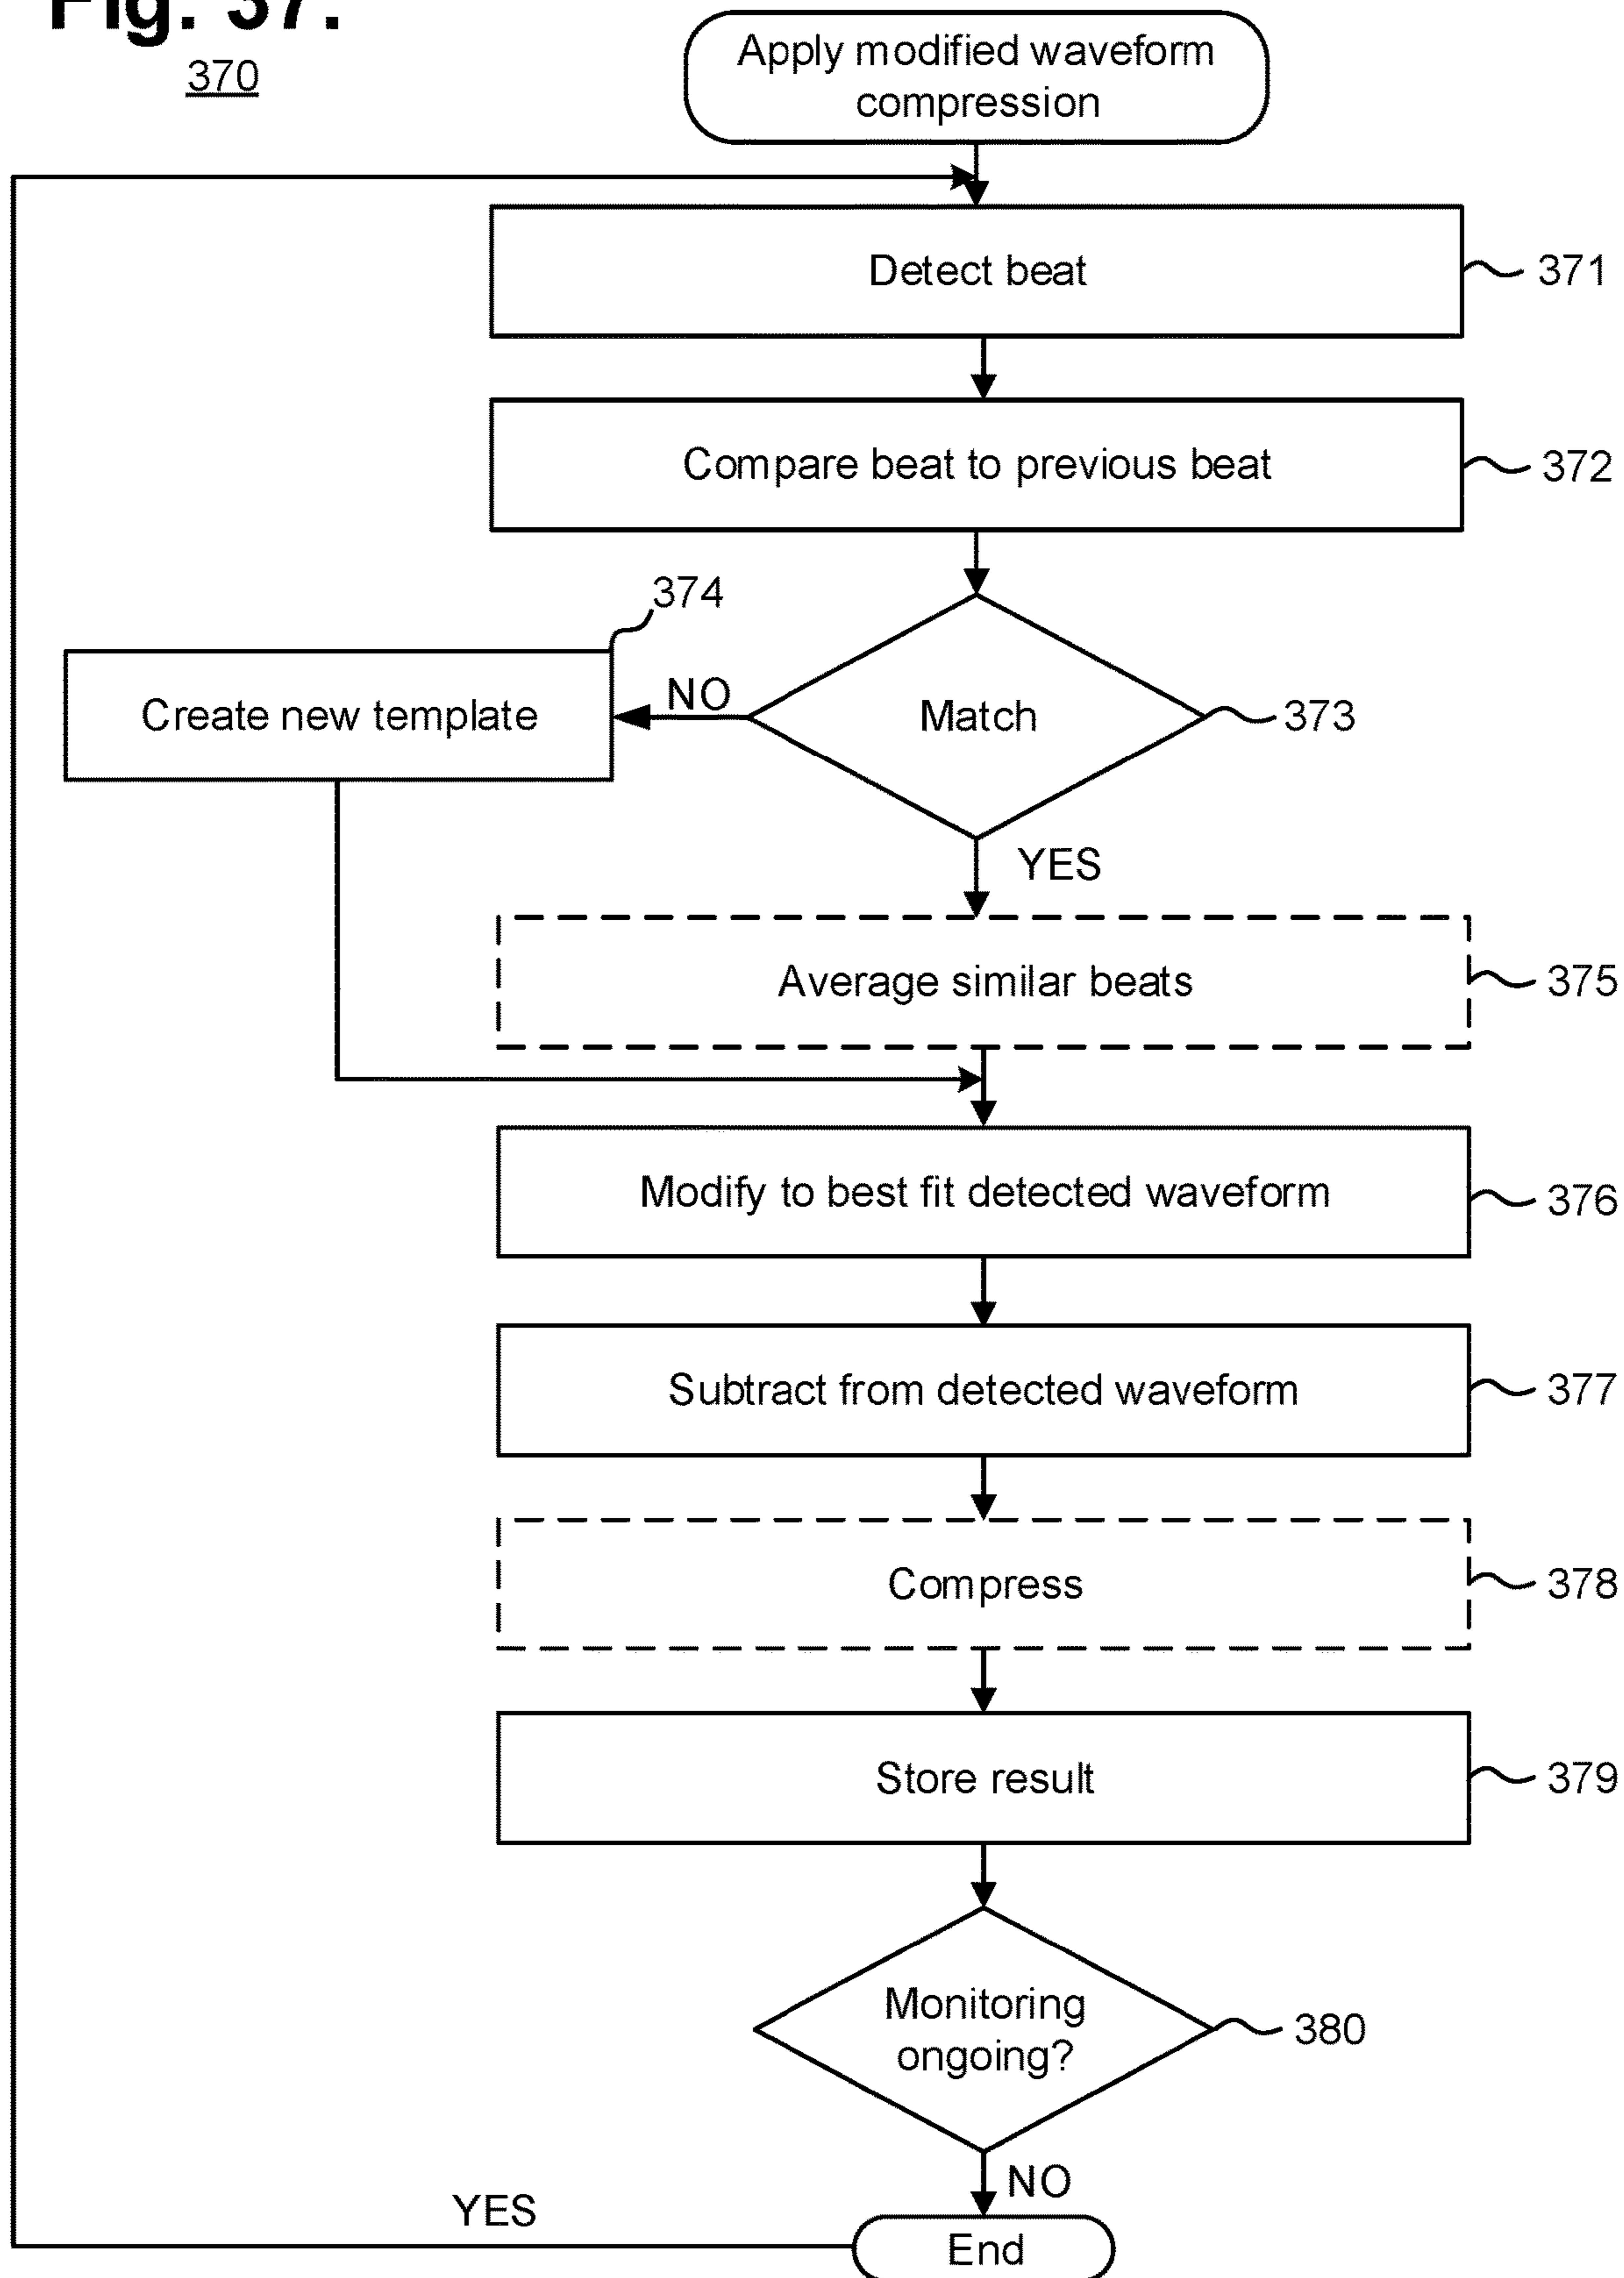 Fig. 37.
370
Apply modified waveform
compression
Detect beat
371
Compare beat to previous beat
372
374
Create new template
NO
Match
373
YES
Average similar beats
375
Modify to best fit detected waveform
376
Subtract from detected waveform
377
Compress
378
Store result
379
Monitoring
ongoing?
380
NO
YES
End